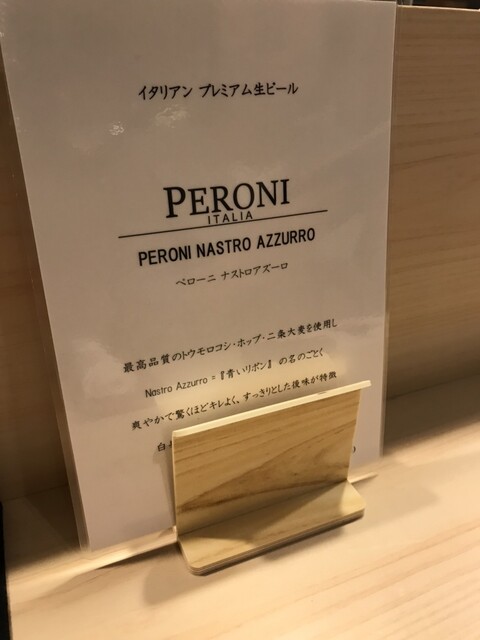 イタリアン プレミアム生ビール
PERONI
ITALIA
PERONI NASTRO AZZURRO
ペローニ ナストロアズーロ
最高品質のトウモロコシ・ホップ・二条大麦を使用し
Nastro Azzurro = 『青いリボン』 の名のごとく
爽やかで驚くほどキレよく、すっきりとした後味が特徴
白